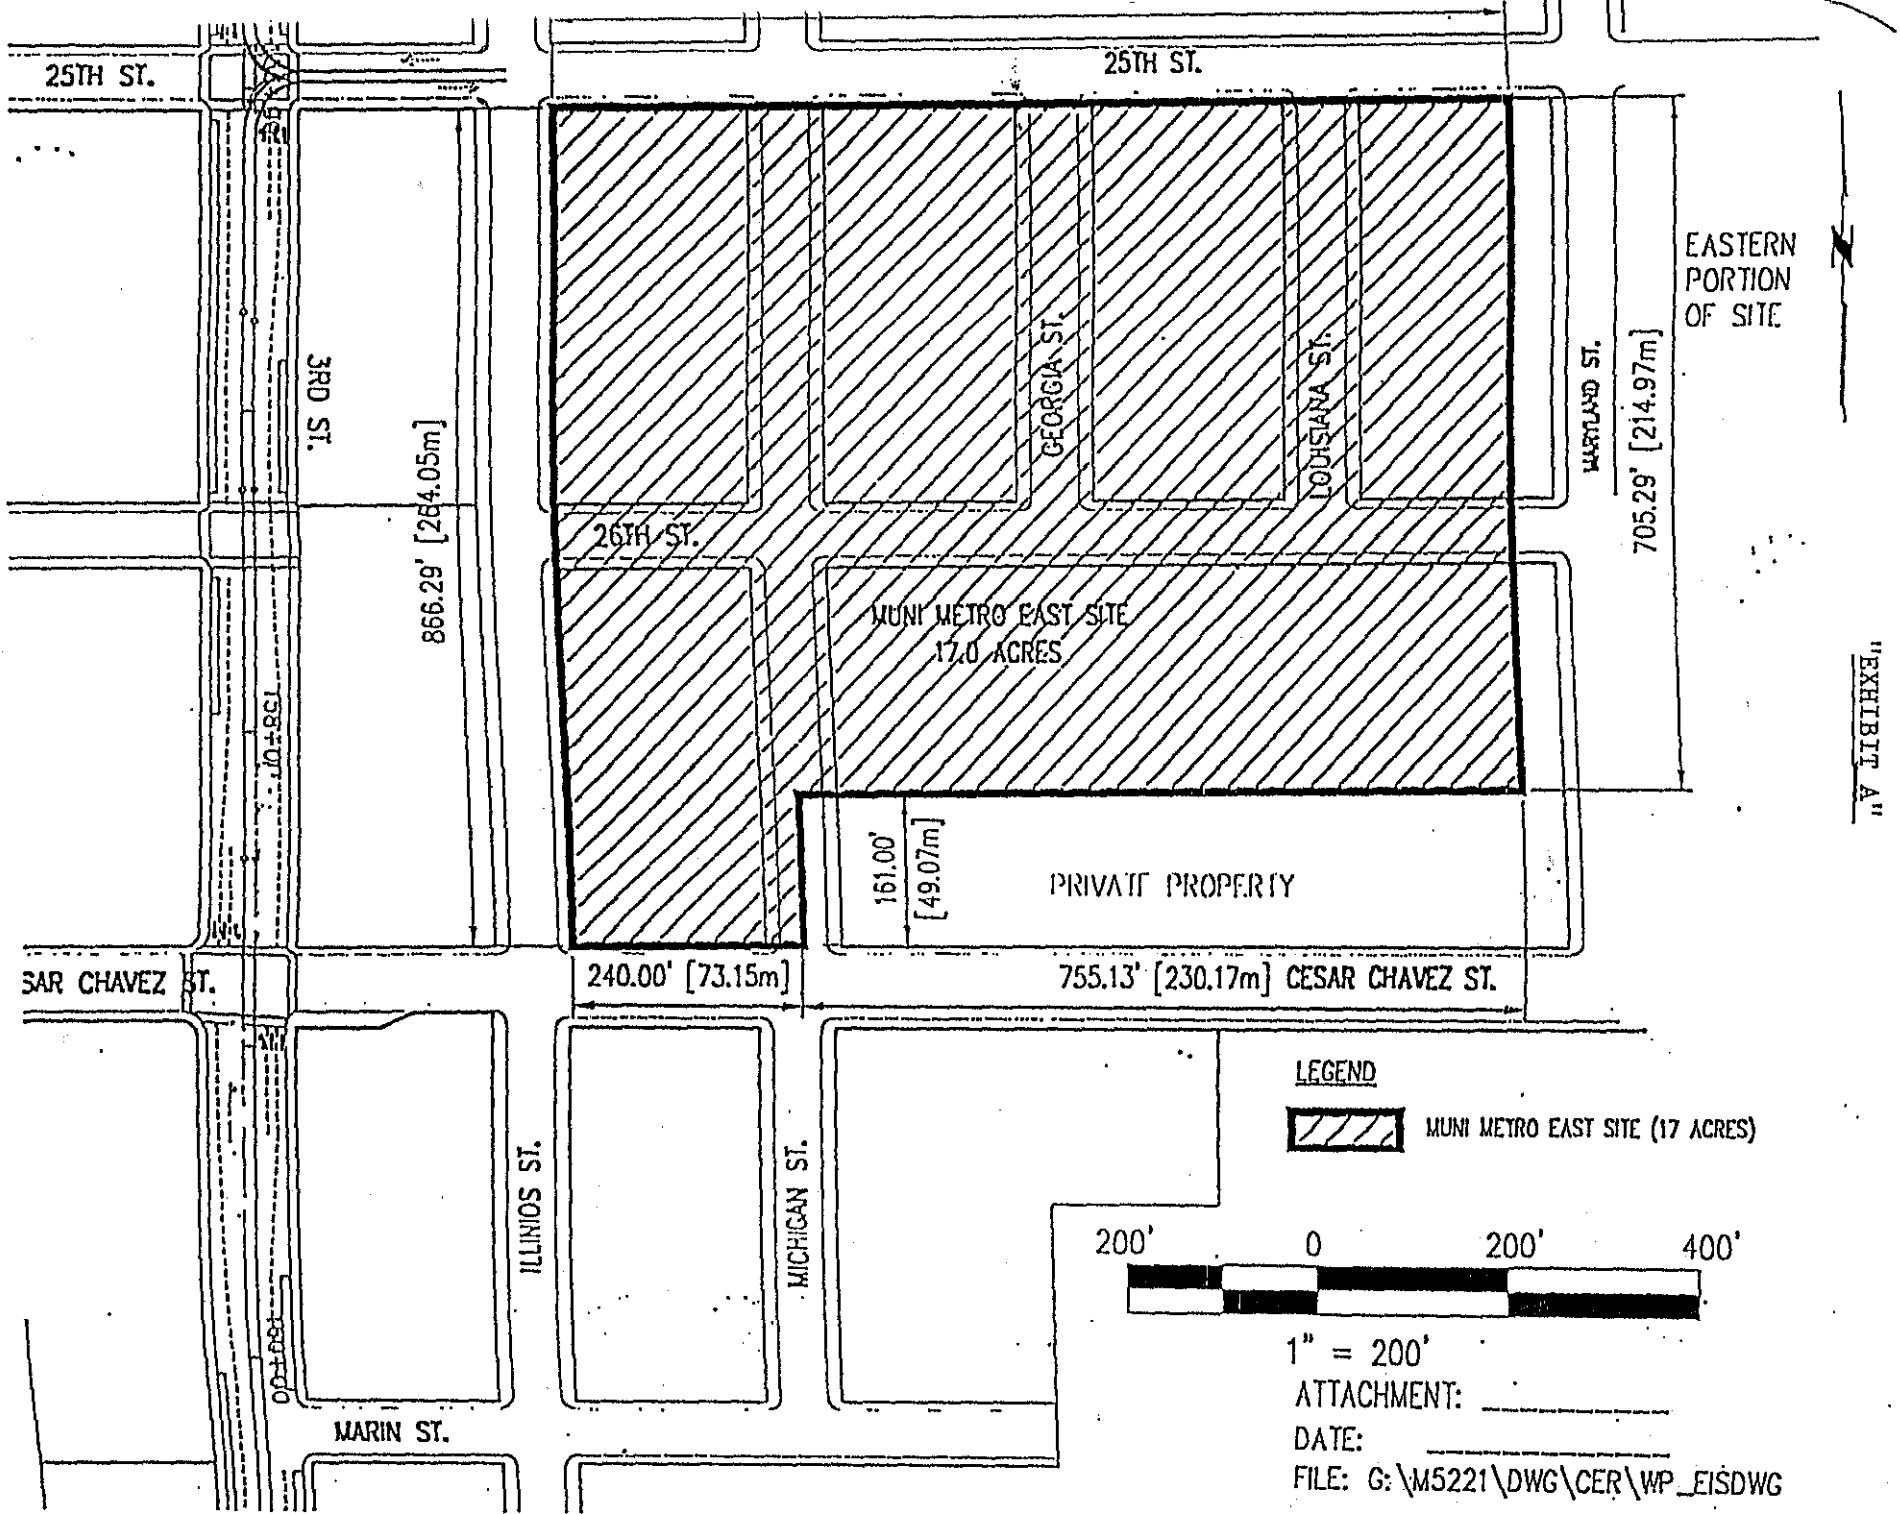 25TH ST.
25TH ST.
EASTERN
PORTION
OF SITE
3RD ST.
866.29' [264.05m]
GEORGIA ST.
LOUISIANA ST.
MARYLAND ST.
705.29' [214.97m]
26TH ST.
MUNI METRO EAST SITE
17.0 ACRES
"EXHIBIT A"
161.00'
[49.07m]
PRIVATE PROPERTY
SAR CHAVEZ ST.
240.00' [73.15m]
755.13' [230.17m] CESAR CHAVEZ ST.
LEGEND
MUNI METRO EAST SITE (17 ACRES)
ILLINIOS ST.
MICHIGAN ST.
200' 0 200' 400'
1" = 200'
160+00
MARIN ST.
ATTACHMENT:
DATE:
FILE: G:\M5221\DWG\CER\WP_EISDWG